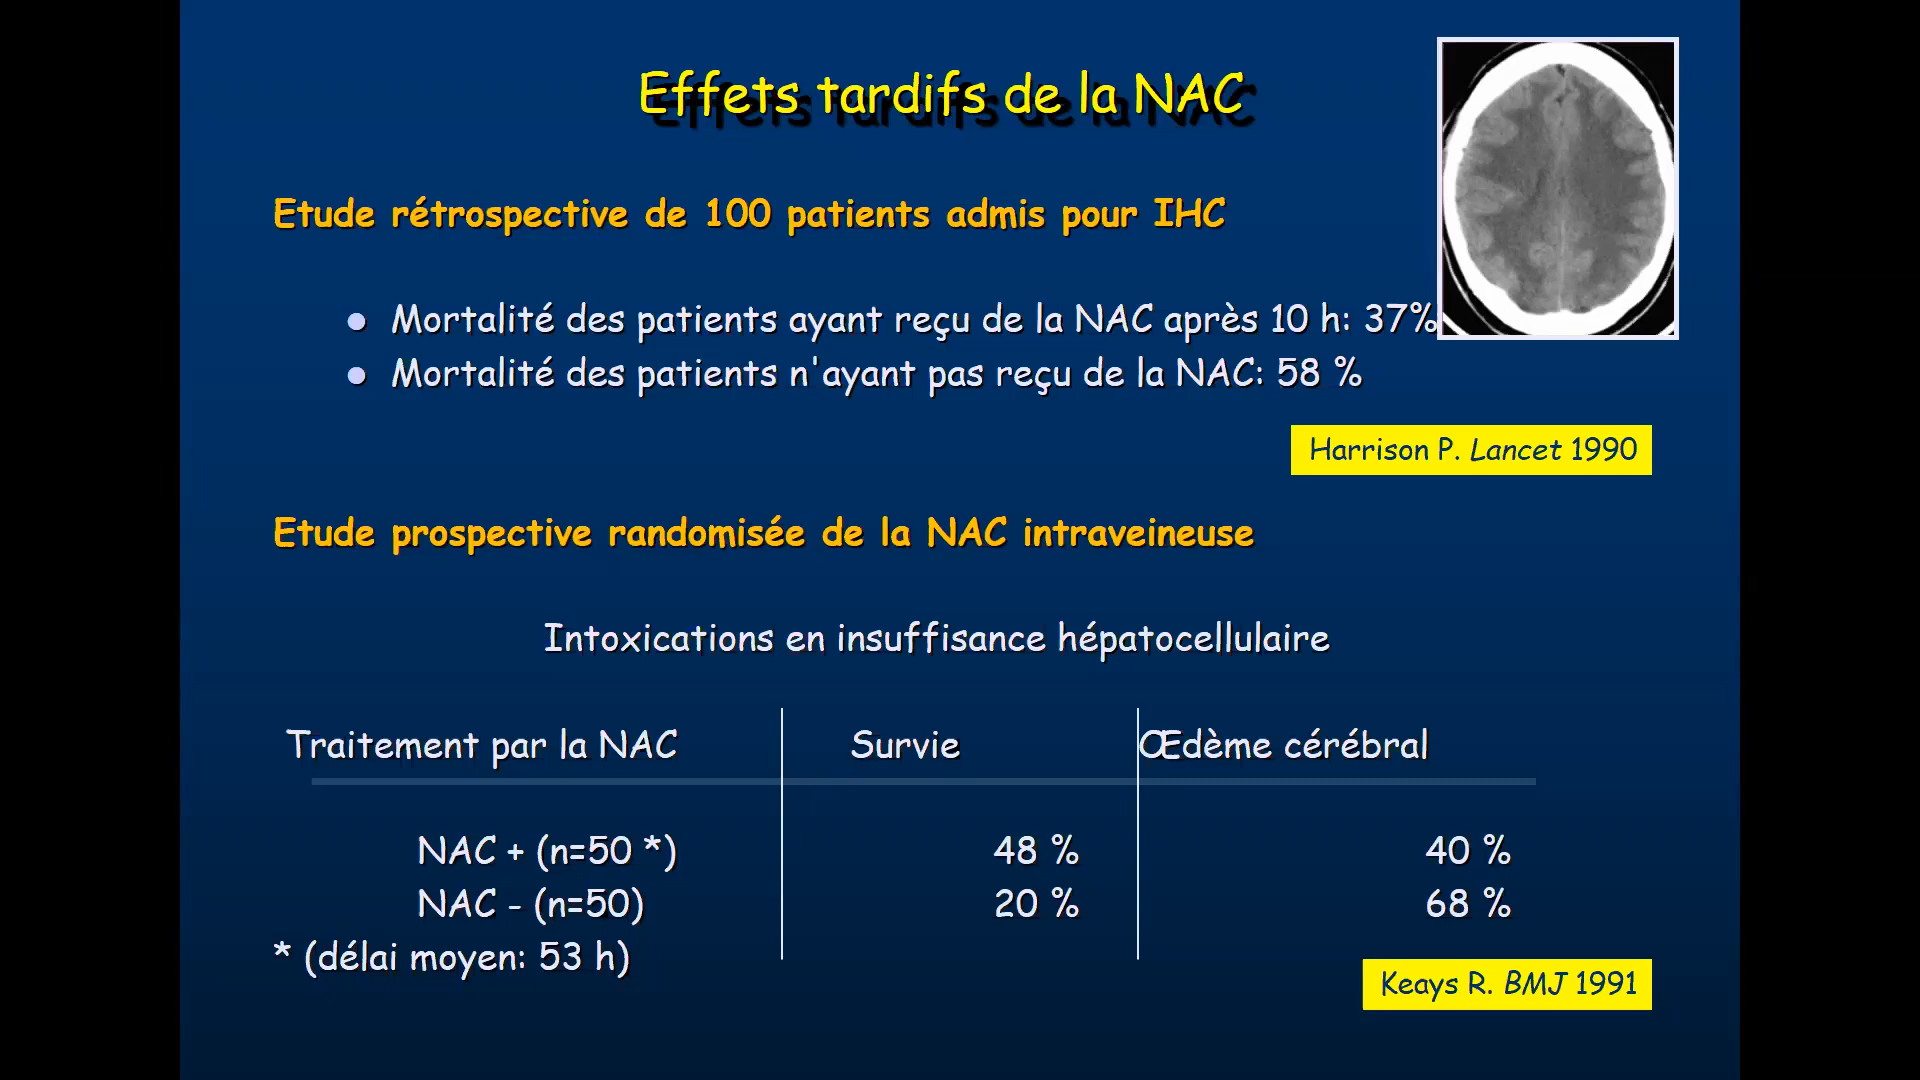 Effets tardifs de la NAC
Etude rétrospective de 100 patients admis pour IHC
● Mortalité des patients ayant reçu de la NAC après 10 h: 37%
● Mortalité des patients n'ayant pas reçu de la NAC: 58 %
Harrison P. Lancet 1990
Etude prospective randomisée de la NAC intraveineuse
Intoxications en insuffisance hépatocellulaire
Traitement par la NAC Survie Œdème cérébral
NAC + (n=50 *) 48 % 40 %
NAC - (n=50) 20 % 68 %
* (délai moyen: 53 h)
Keays R. BMJ 1991